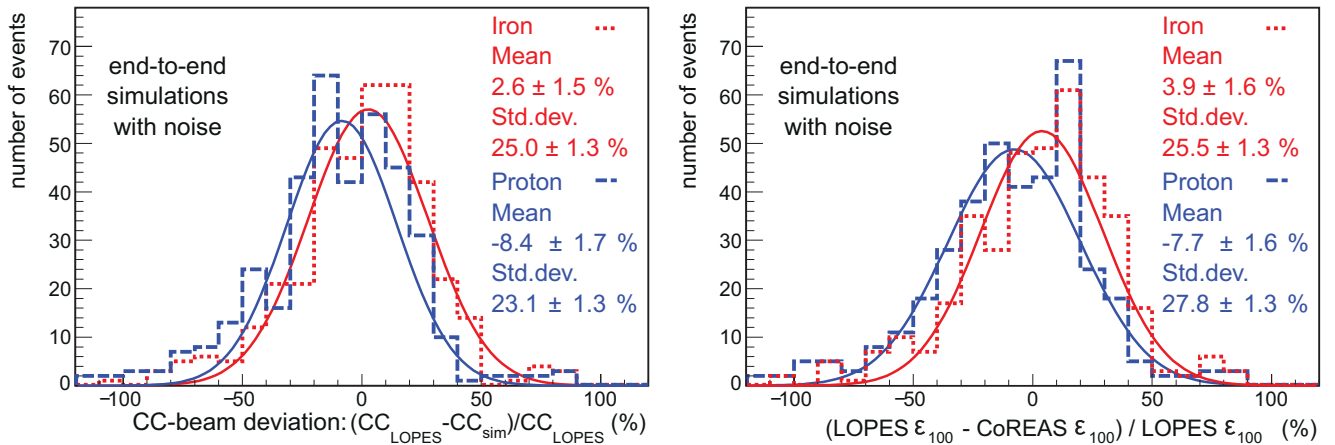 number of events
70
60
50
40
30
20
10
0
end-to-end
simulations
with noise
Iron
Mean
2.6 ± 1.5 %
Std.dev.
25.0 ± 1.3 %
Proton
Mean
-8.4 ± 1.7 %
Std.dev.
23.1 ± 1.3 %
−100 −50 0 50 100
CC-beam deviation: (CC_LOPES-CC_sim)/CC_LOPES (%)
number of events
70
60
50
40
30
20
10
0
end-to-end
simulations
with noise
Iron
Mean
3.9 ± 1.6 %
Std.dev.
25.5 ± 1.3 %
Proton
Mean
-7.7 ± 1.6 %
Std.dev.
27.8 ± 1.3 %
−100 −50 0 50 100
(LOPES ε_100 - CoREAS ε_100) / LOPES ε_100 (%)